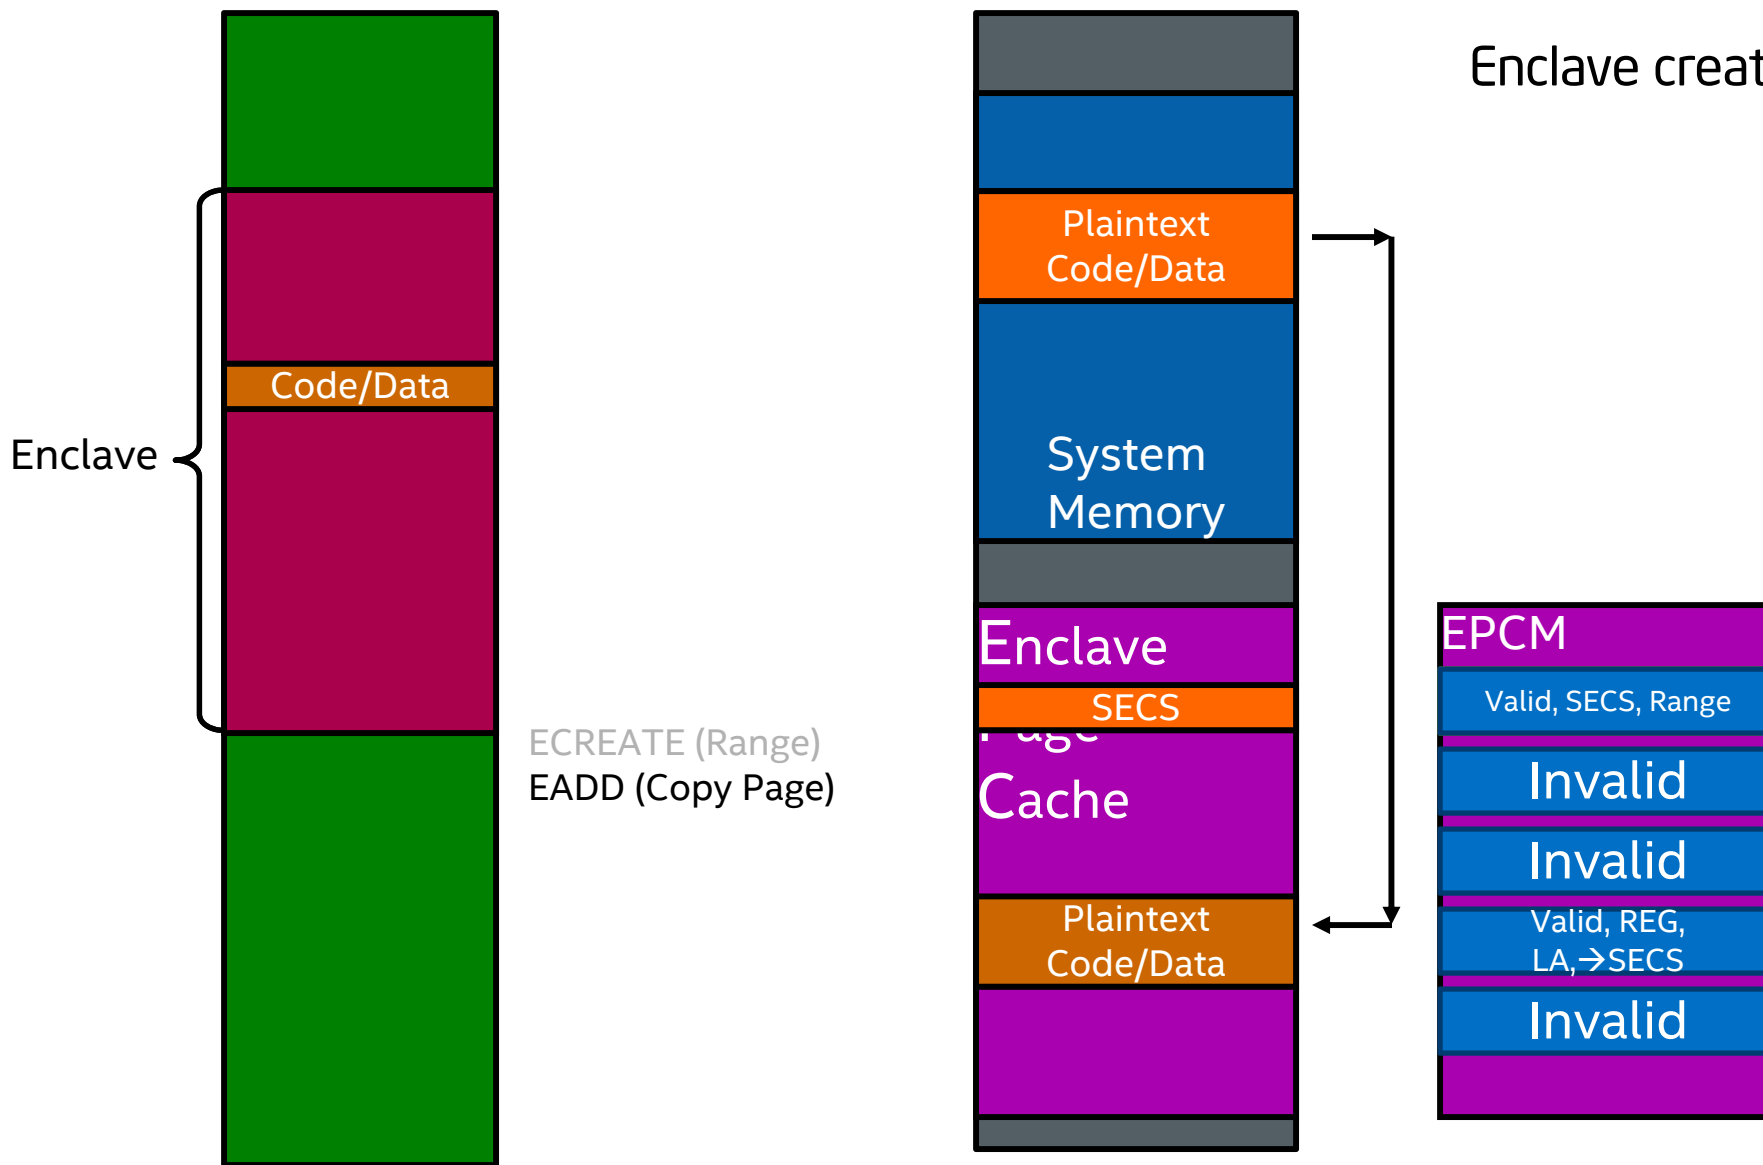 Enclave creat
Plaintext
Code/Data
Code/Data
Enclave
System
Memory
Enclave
SECS
Page
Cache
ECREATE (Range)
EADD (Copy Page)
Plaintext
Code/Data
EPCM
Valid, SECS, Range
Invalid
Invalid
Valid, REG,
LA,→SECS
Invalid